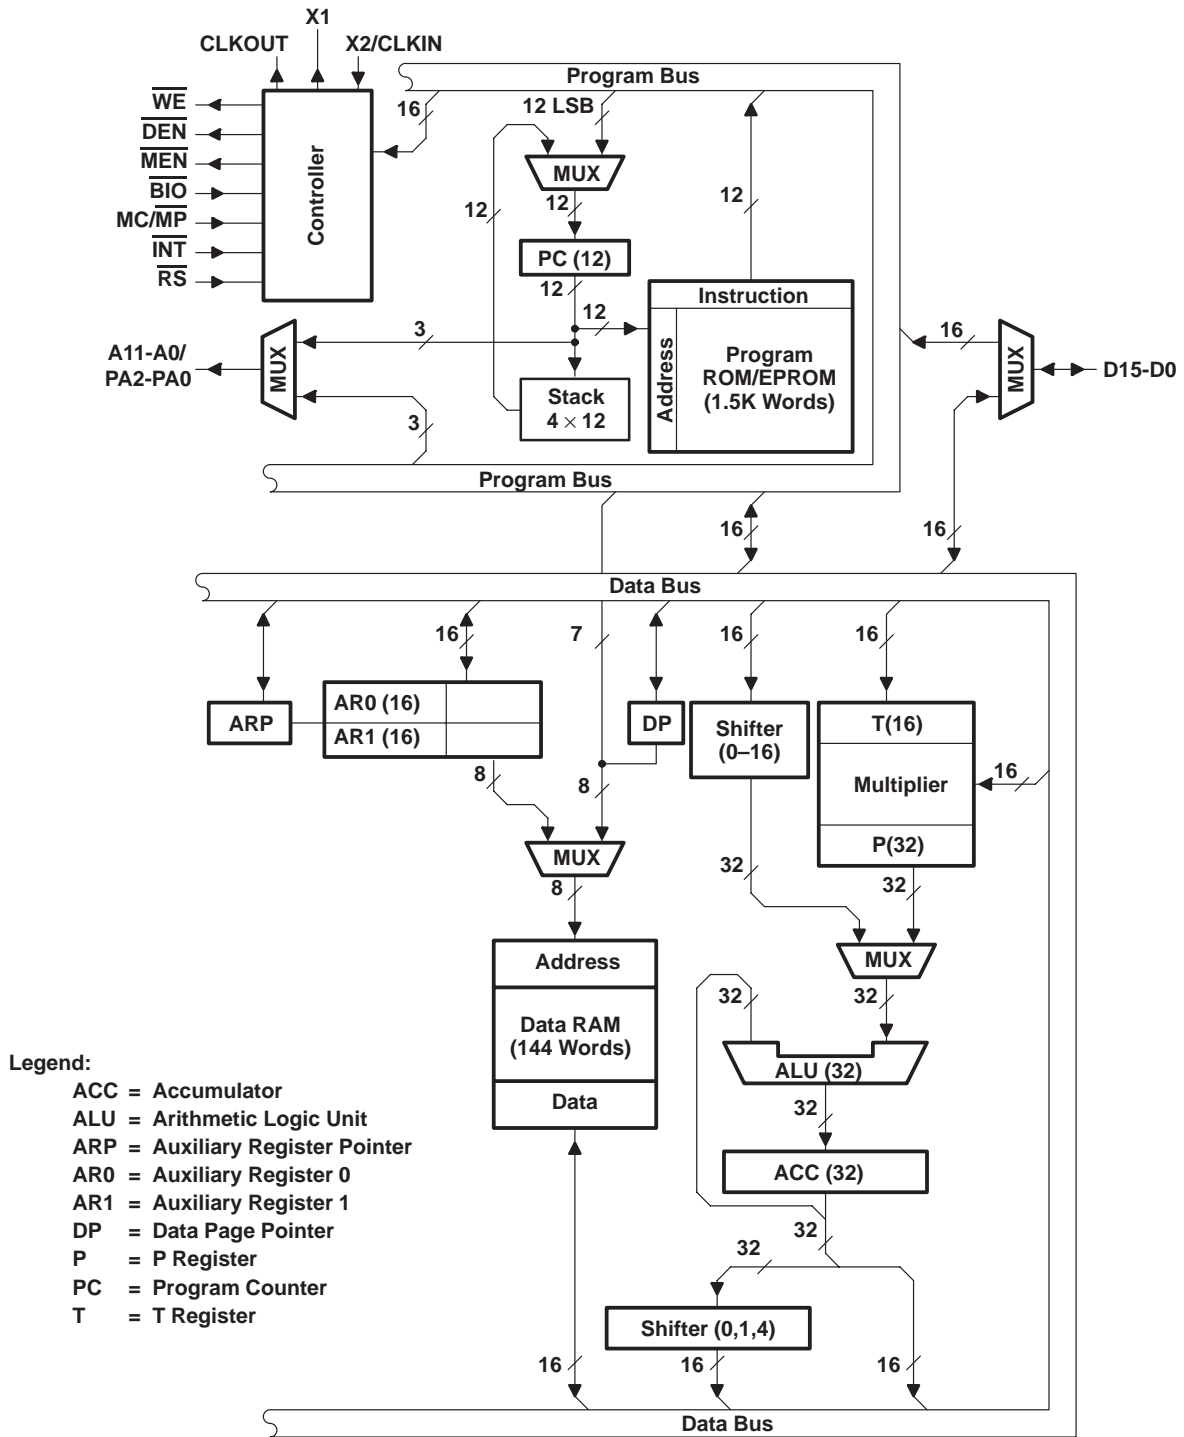 X1
CLKOUT
X2/CLKIN
Program Bus
WE
16
12 LSB
DEN
MEN
MUX
BIO
Controller
12
12
12
MC/MP
INT
PC (12)
RS
12
Instruction
12
3
16
A11-A0/
PA2-PA0
MUX
Address
Program
ROM/EPROM
(1.5K Words)
MUX
D15-D0
Stack
4 × 12
3
Program Bus
16
16
Data Bus
16
7
16
16
ARP
AR0 (16)
AR1 (16)
DP
Shifter
(0–16)
T(16)
Multiplier
16
P(32)
8
8
MUX
32
32
8
Address
MUX
32
32
Data RAM
(144 Words)
Legend:
ALU (32)
ACC = Accumulator
ALU = Arithmetic Logic Unit
ARP = Auxiliary Register Pointer
AR0 = Auxiliary Register 0
AR1 = Auxiliary Register 1
DP = Data Page Pointer
P = P Register
PC = Program Counter
T = T Register
Data
32
ACC (32)
32
32
Shifter (0,1,4)
16
16
16
Data Bus